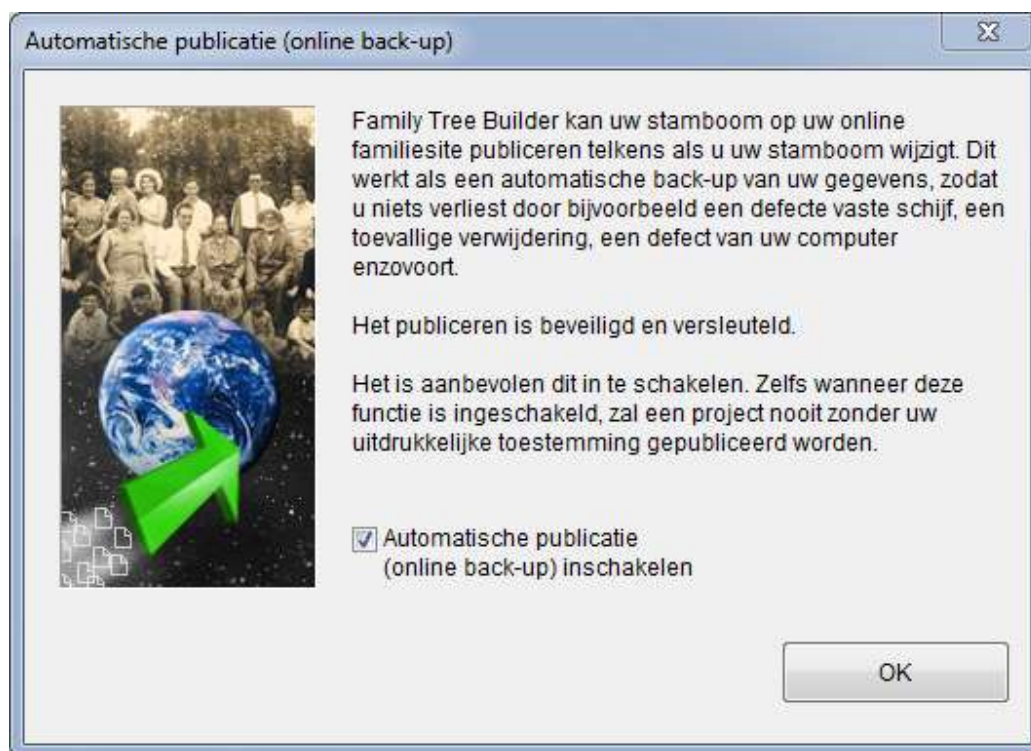 Automatische publicatie (online back-up)
Family Tree Builder kan uw stamboom op uw online
familiesite publiceren telkens als u uw stamboom wijzigt. Dit
werkt als een automatische back-up van uw gegevens, zodat
u niets verliest door bijvoorbeeld een defecte vaste schijf, een
toevallige verwijdering, een defect van uw computer
enzovoort.
Het publiceren is beveiligd en versleuteld.
Het is aanbevolen dit in te schakelen. Zelfs wanneer deze
functie is ingeschakeld, zal een project nooit zonder uw
uitdrukkelijke toestemming gepubliceerd worden.
Automatische publicatie
(online back-up) inschakelen
OK